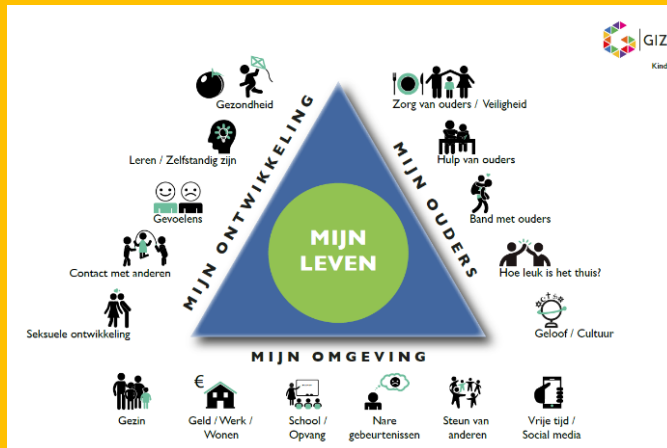 GIZ
Kind
Gezondheid
Leren / Zelfstandig zijn
Gevoelens
Contact met anderen
Seksuele ontwikkeling
MIJN ONTWIKKELING
MIJN
LEVEN
MIJN OUDERS
Zorg van ouders / Veiligheid
Hulp van ouders
Band met ouders
Hoe leuk is het thuis?
Geloof / Cultuur
MIJN OMGEVING
€
Gezin
Geld / Werk /
Wonen
School /
Opvang
Nare
gebeurtenissen
Steun van
anderen
Vrije tijd /
Social media